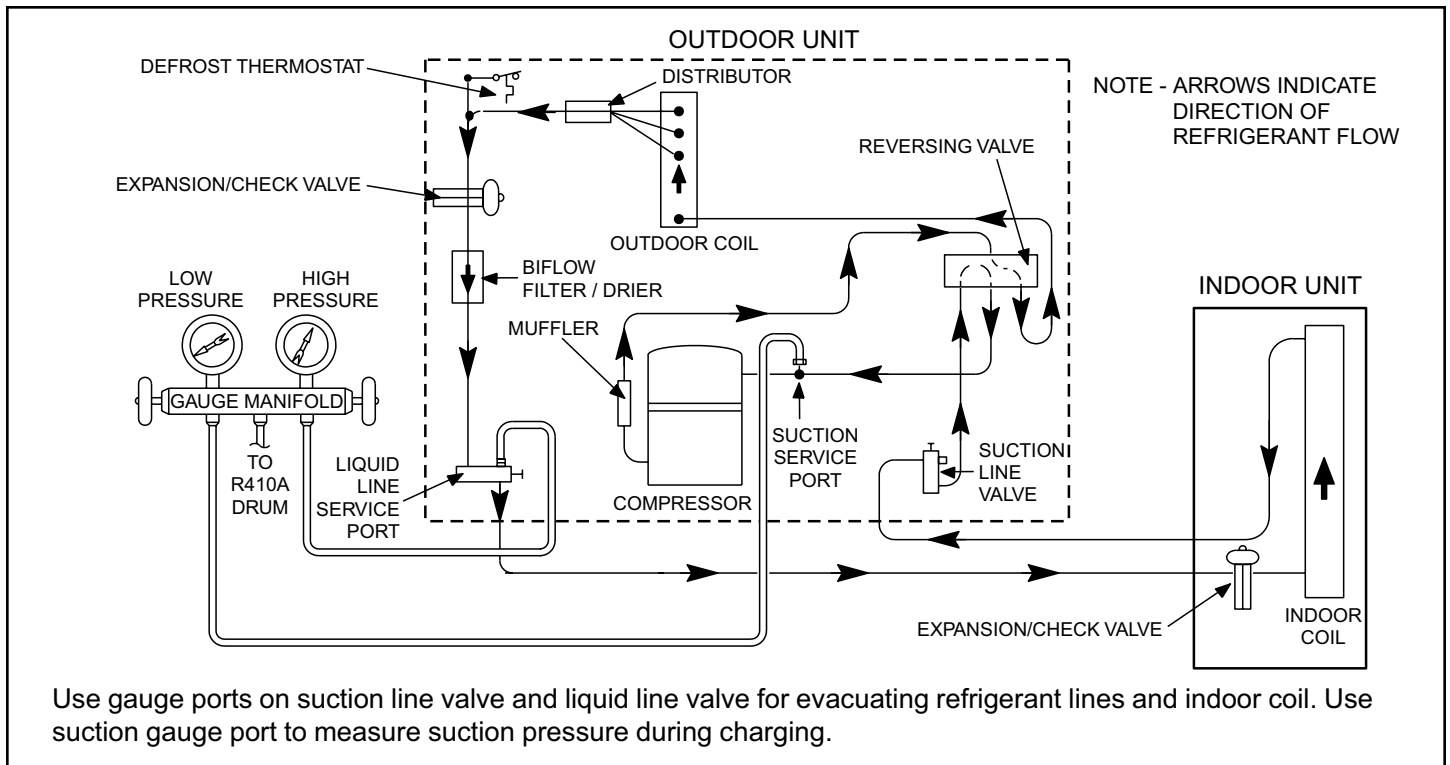 OUTDOOR UNIT
DEFROST THERMOSTAT
DISTRIBUTOR
NOTE - ARROWS INDICATE
DIRECTION OF
REFRIGERANT FLOW
REVERSING VALVE
EXPANSION/CHECK VALVE
OUTDOOR COIL
BIFLOW
FILTER / DRIER
LOW
PRESSURE
HIGH
PRESSURE
INDOOR UNIT
MUFFLER
GAUGE MANIFOLD
TO
R410A
DRUM
LIQUID
LINE
SERVICE
PORT
COMPRESSOR
SUCTION
SERVICE
PORT
SUCTION
LINE
VALVE
EXPANSION/CHECK VALVE
INDOOR
COIL
Use gauge ports on suction line valve and liquid line valve for evacuating refrigerant lines and indoor coil. Use
suction gauge port to measure suction pressure during charging.